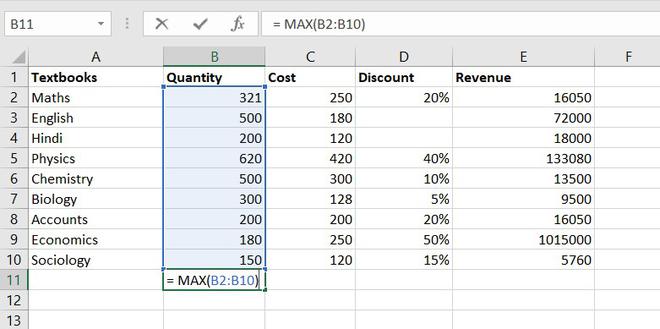 B11 = MAX(B2:B10)
A B C D E F
1 Textbooks Quantity Cost Discount Revenue
2 Maths 321 250 20% 16050
3 English 500 180 72000
4 Hindi 200 120 18000
5 Physics 620 420 40% 133080
6 Chemistry 500 300 10% 13500
7 Biology 300 128 5% 9500
8 Accounts 200 200 20% 16050
9 Economics 180 250 50% 1015000
10 Sociology 150 120 15% 5760
11 = MAX(B2:B10)
12
13